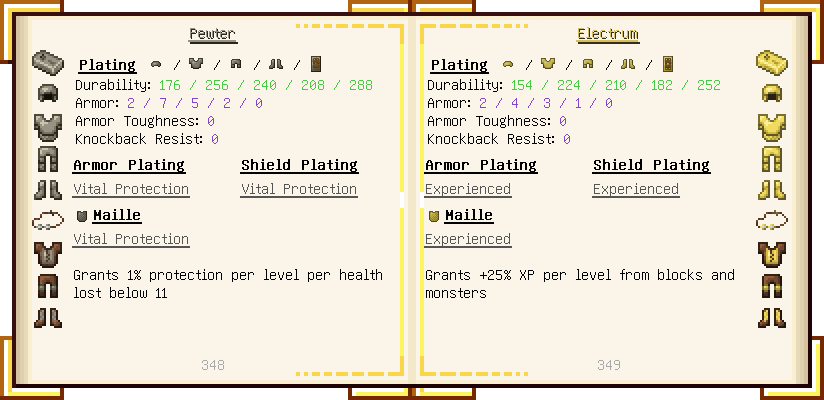 Pewter
Plating / / / /
Durability: 176 / 256 / 240 / 208 / 288
Armor: 2 / 7 / 5 / 2 / 0
Armor Toughness: 0
Knockback Resist: 0
Armor Plating Shield Plating
Vital Protection Vital Protection
Maille
Vital Protection
Grants 1% protection per level per health
lost below 11
348
Electrum
Plating / / / /
Durability: 154 / 224 / 210 / 182 / 252
Armor: 2 / 4 / 3 / 1 / 0
Armor Toughness: 0
Knockback Resist: 0
Armor Plating Shield Plating
Experienced Experienced
Maille
Experienced
Grants +25% XP per level from blocks and
monsters
349